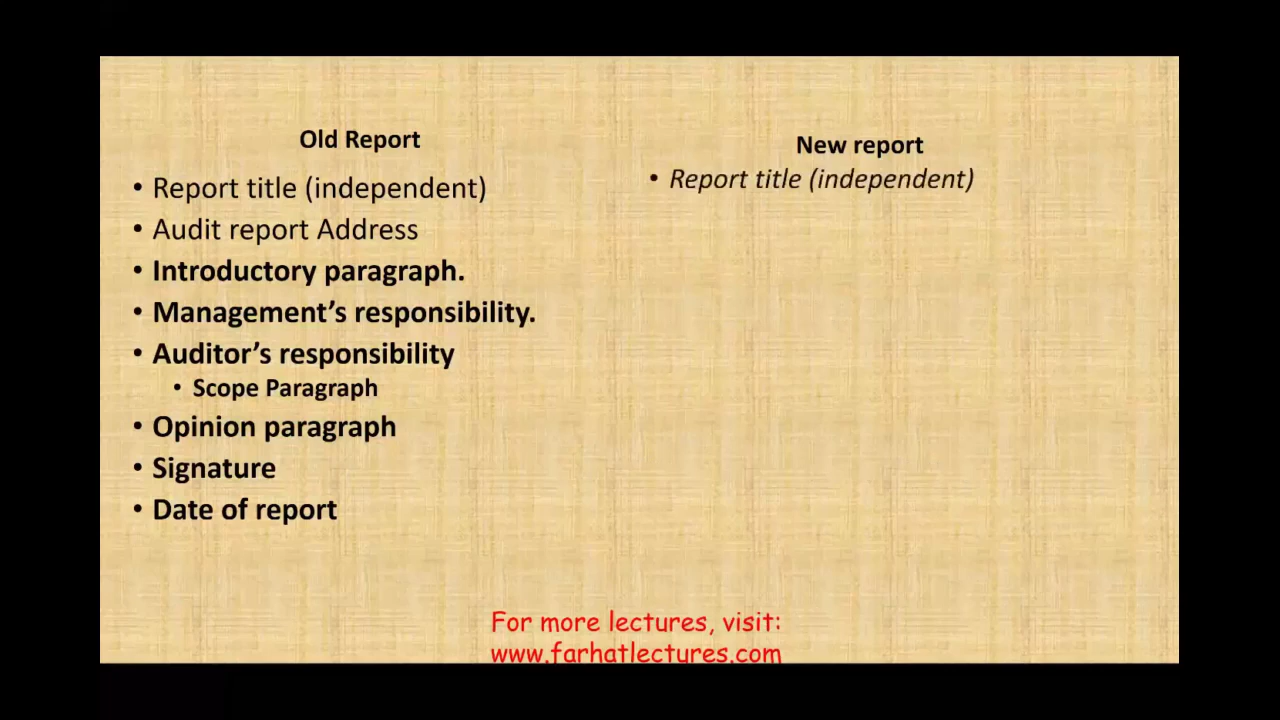 Old Report
• Report title (independent)
• Audit report Address
• Introductory paragraph.
• Management’s responsibility.
• Auditor’s responsibility
• Scope Paragraph
• Opinion paragraph
• Signature
• Date of report
New report
• Report title (independent)
For more lectures, visit:
www.farhatlectures.com